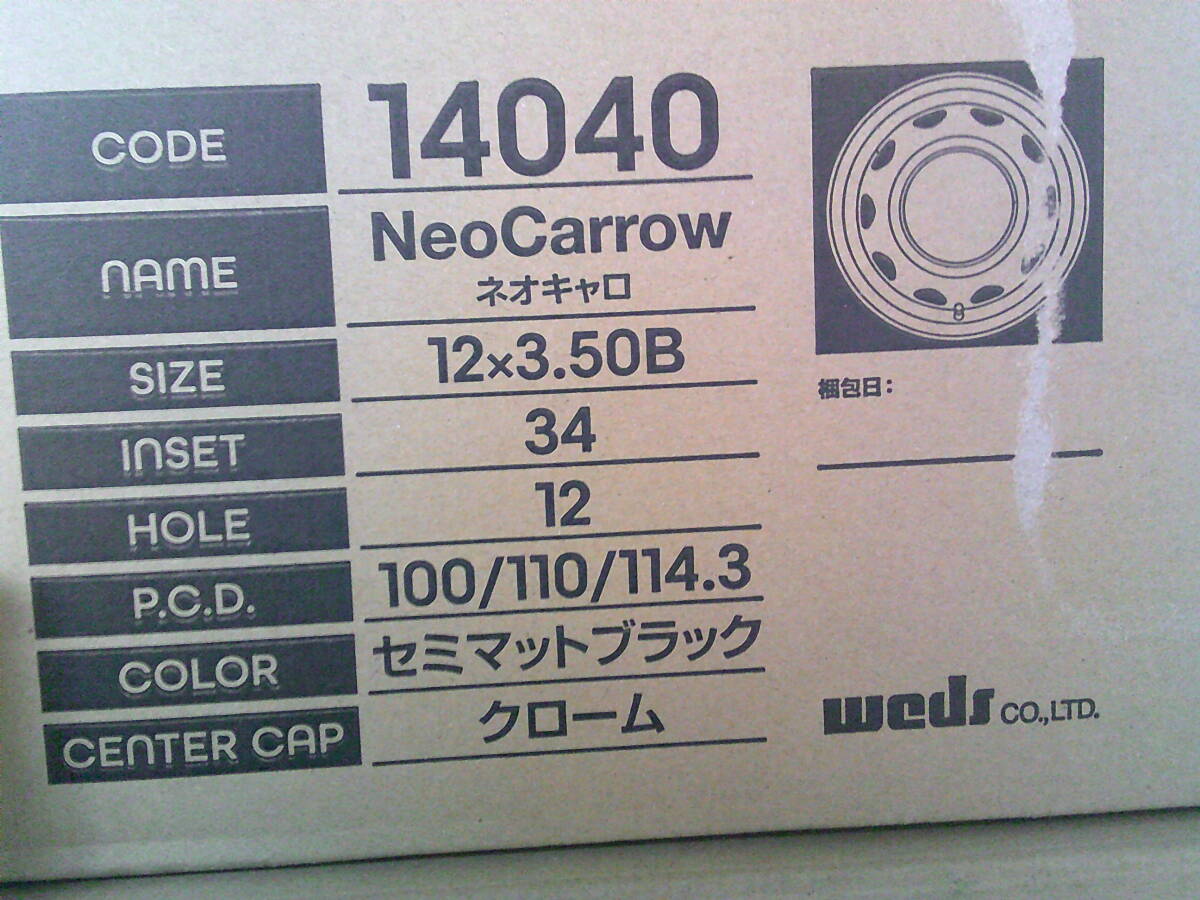 CODE 14040
NAME NeoCarrow
ネオキャロ
SIZE 12×3.50B
INSET 34
HOLE 12
P.C.D. 100/110/114.3
COLOR セミマットブラック
CENTER CAP クローム
梱包日:
weds CO.,LTD.